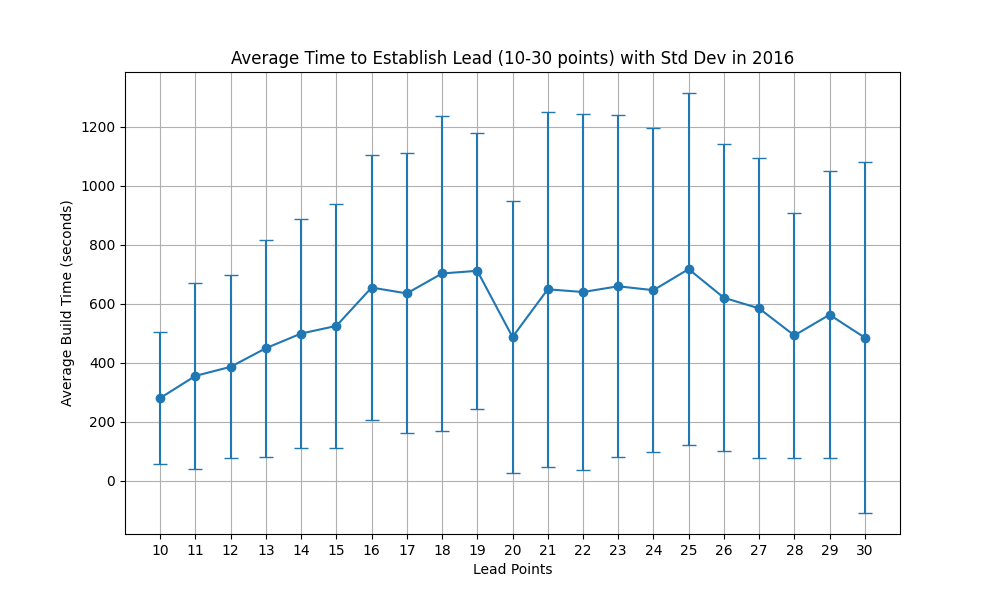 Average Time to Establish Lead (10-30 points) with Std Dev in 2016
Average Build Time (seconds)
1200
1000
800
600
400
200
0
10 11 12 13 14 15 16 17 18 19 20 21 22 23 24 25 26 27 28 29 30
Lead Points